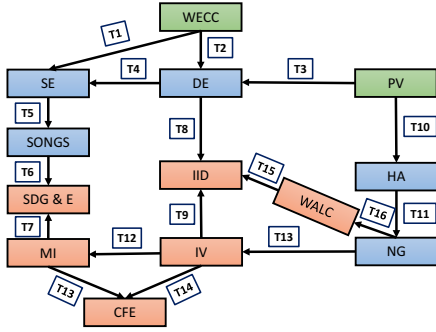 WECC
T1
T2
T4
T3
SE
DE
PV
T5
T8
T10
SONGS
T6
IID
T15
HA
SDG & E
WALC
T16
T11
T7
T9
T12
T13
MI
IV
NG
T13
T14
CFE